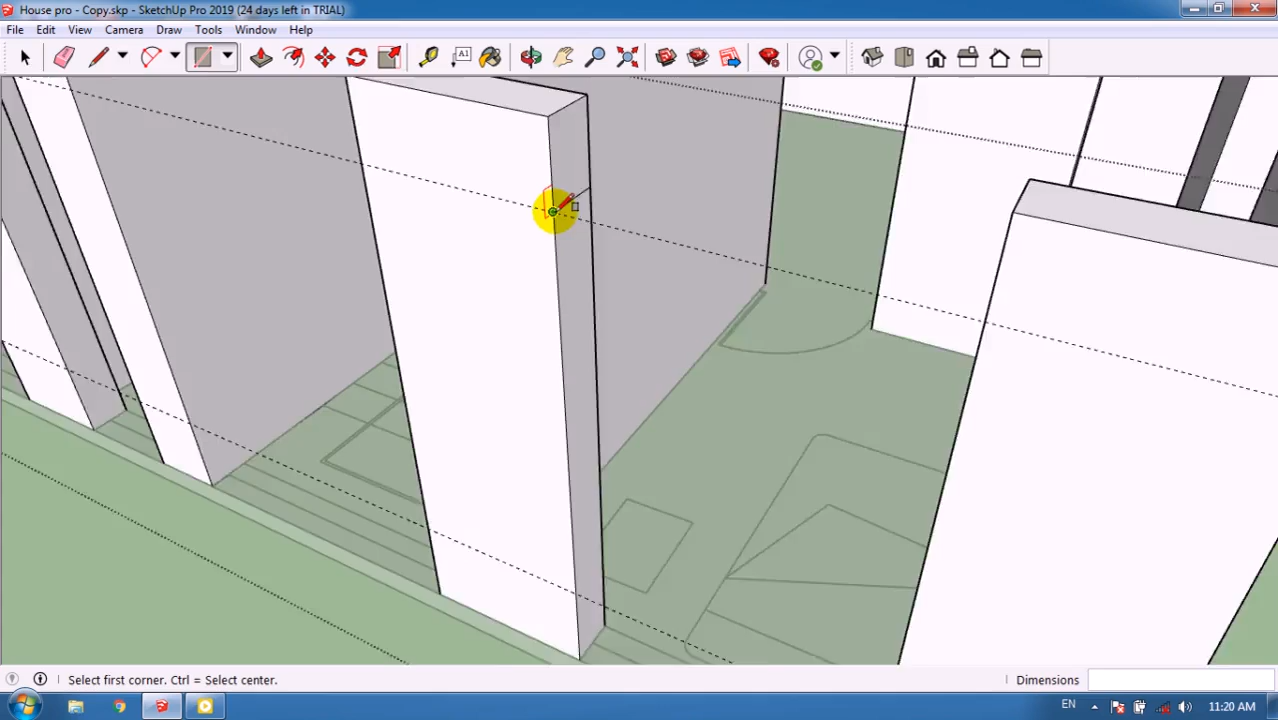 House pro - Copy.skp - SketchUp Pro 2019 (24 days left in TRIAL)
File Edit View Camera Draw Tools Window Help
A1
Select first corner. Ctrl = Select center.
Dimensions
EN
11:20 AM